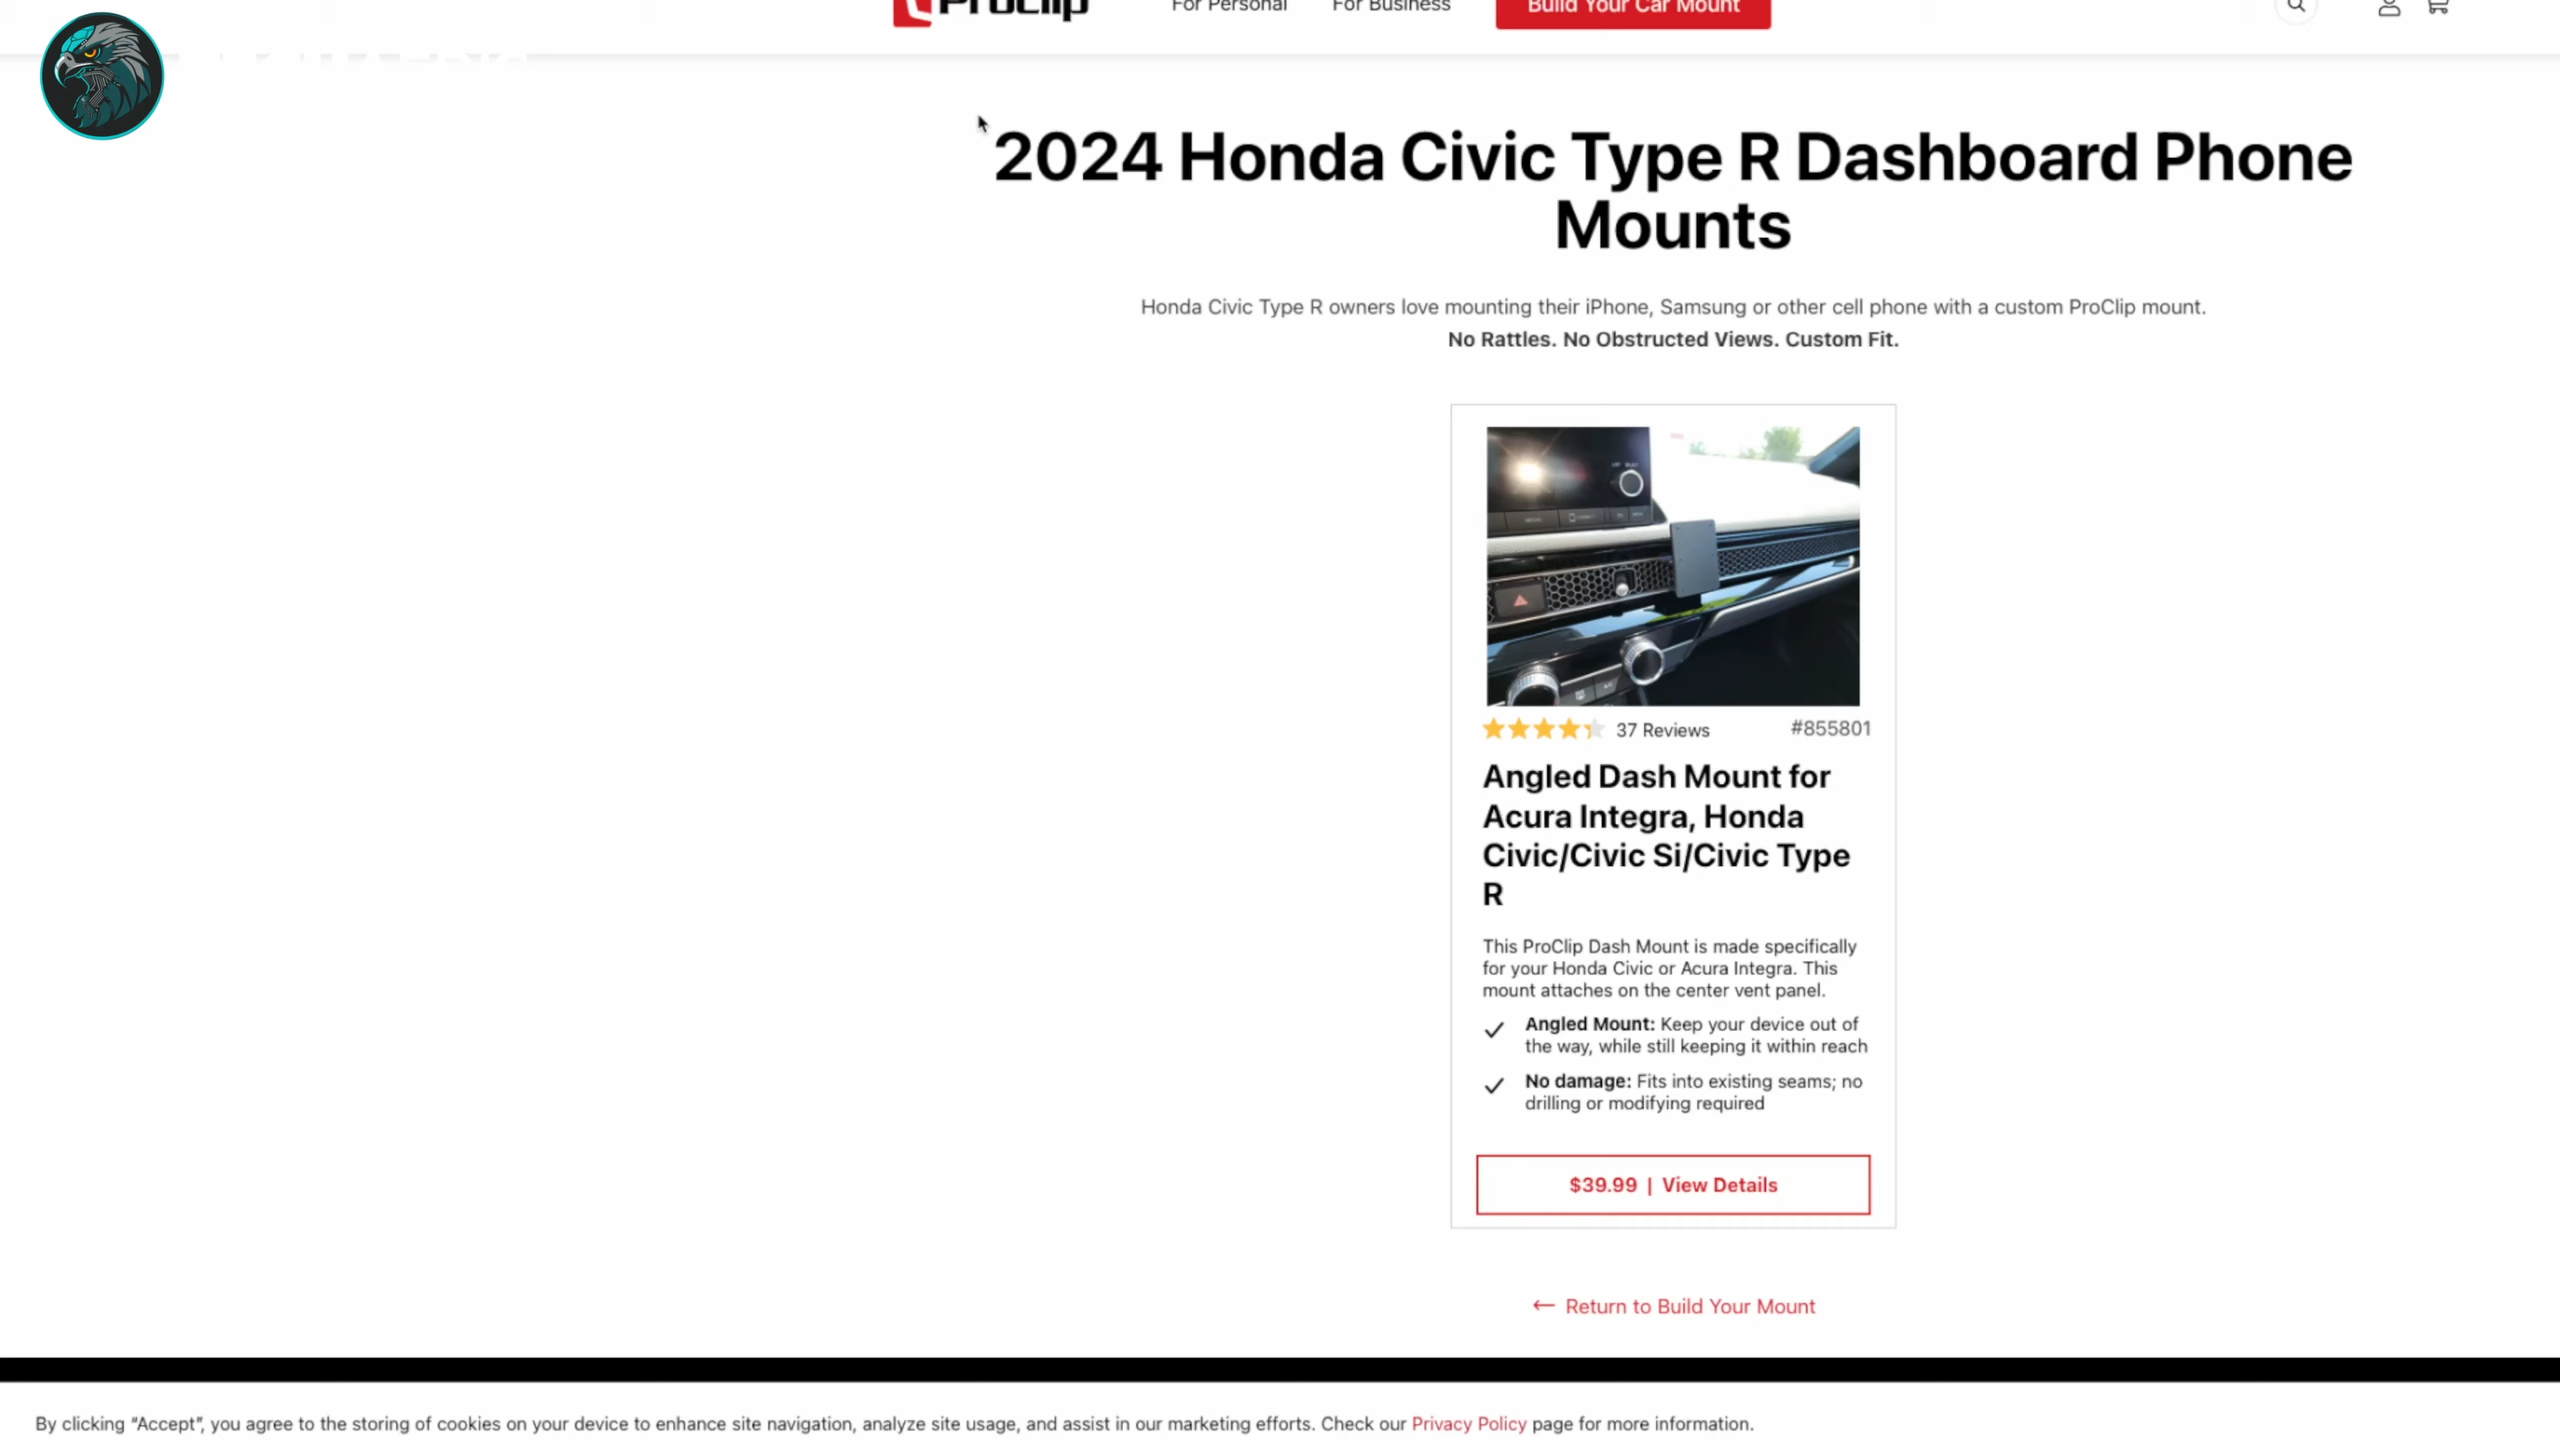 ProClip
For Personal
For Business
Build Your Car Mount
2024 Honda Civic Type R Dashboard Phone
Mounts
Honda Civic Type R owners love mounting their iPhone, Samsung or other cell phone with a custom ProClip mount.
No Rattles. No Obstructed Views. Custom Fit.
37 Reviews
#855801
Angled Dash Mount for
Acura Integra, Honda
Civic/Civic Si/Civic Type
R
This ProClip Dash Mount is made specifically
for your Honda Civic or Acura Integra. This
mount attaches on the center vent panel.
Angled Mount: Keep your device out of
the way, while still keeping it within reach
No damage: Fits into existing seams; no
drilling or modifying required
$39.99 | View Details
← Return to Build Your Mount
By clicking “Accept”, you agree to the storing of cookies on your device to enhance site navigation, analyze site usage, and assist in our marketing efforts. Check our Privacy Policy page for more information.